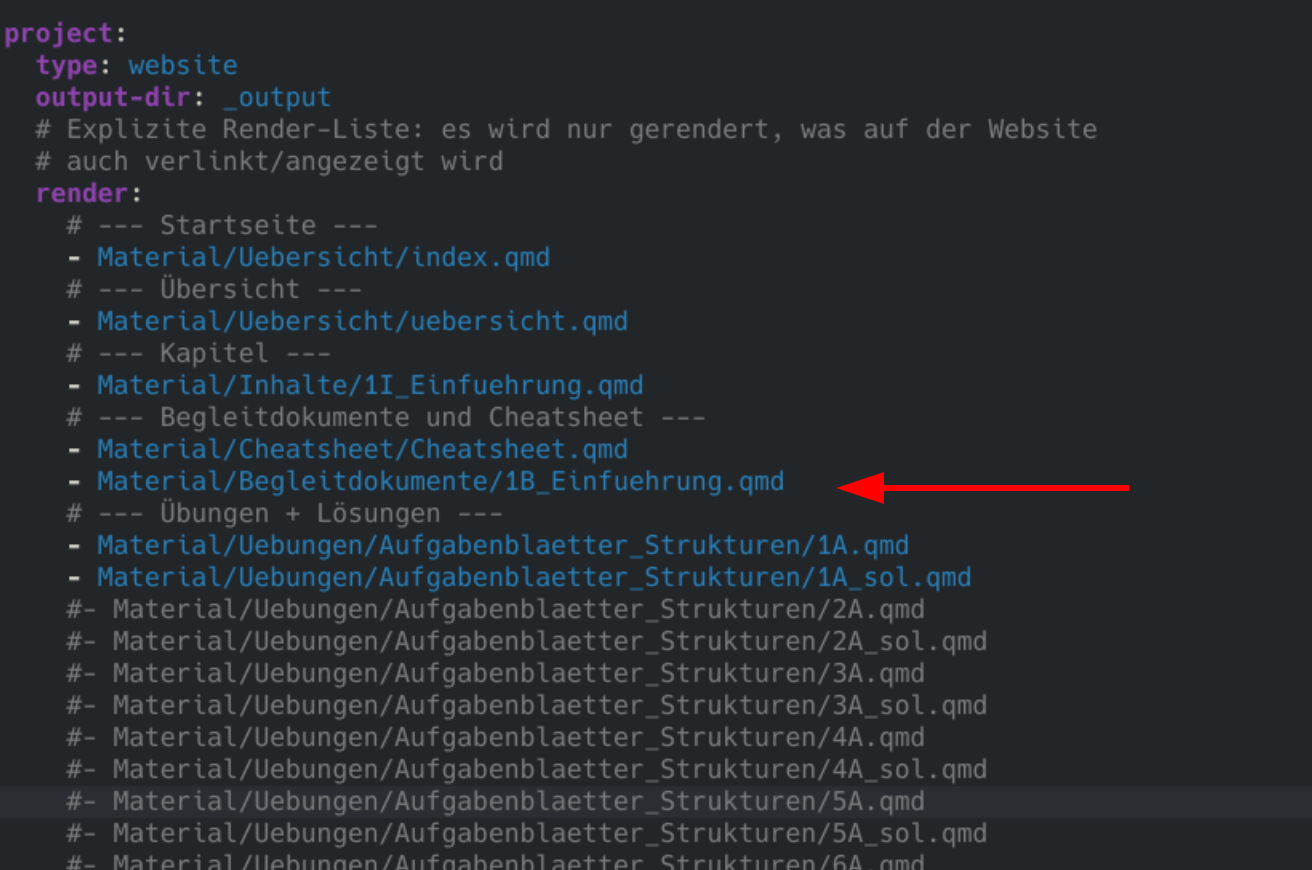 project:
  type: website
  output-dir: _output
  # Explizite Render-Liste: es wird nur gerendert, was auf der Website
  # auch verlinkt/angezeigt wird
  render:
    # --- Startseite ---
    - Material/Uebersicht/index.qmd
    # --- Übersicht ---
    - Material/Uebersicht/uebersicht.qmd
    # --- Kapitel ---
    - Material/Inhalte/1I_Einfuehrung.qmd
    # --- Begleitdokumente und Cheatsheet ---
    - Material/Cheatsheet/Cheatsheet.qmd
    - Material/Begleitdokumente/1B_Einfuehrung.qmd
    # --- Übungen + Lösungen ---
    - Material/Uebungen/Aufgabenblaetter_Strukturen/1A.qmd
    - Material/Uebungen/Aufgabenblaetter_Strukturen/1A_sol.qmd
    #- Material/Uebungen/Aufgabenblaetter_Strukturen/2A.qmd
    #- Material/Uebungen/Aufgabenblaetter_Strukturen/2A_sol.qmd
    #- Material/Uebungen/Aufgabenblaetter_Strukturen/3A.qmd
    #- Material/Uebungen/Aufgabenblaetter_Strukturen/3A_sol.qmd
    #- Material/Uebungen/Aufgabenblaetter_Strukturen/4A.qmd
    #- Material/Uebungen/Aufgabenblaetter_Strukturen/4A_sol.qmd
    #- Material/Uebungen/Aufgabenblaetter_Strukturen/5A.qmd
    #- Material/Uebungen/Aufgabenblaetter_Strukturen/5A_sol.qmd
    #- Material/Uebungen/Aufgabenblaetter_Strukturen/6A.qmd